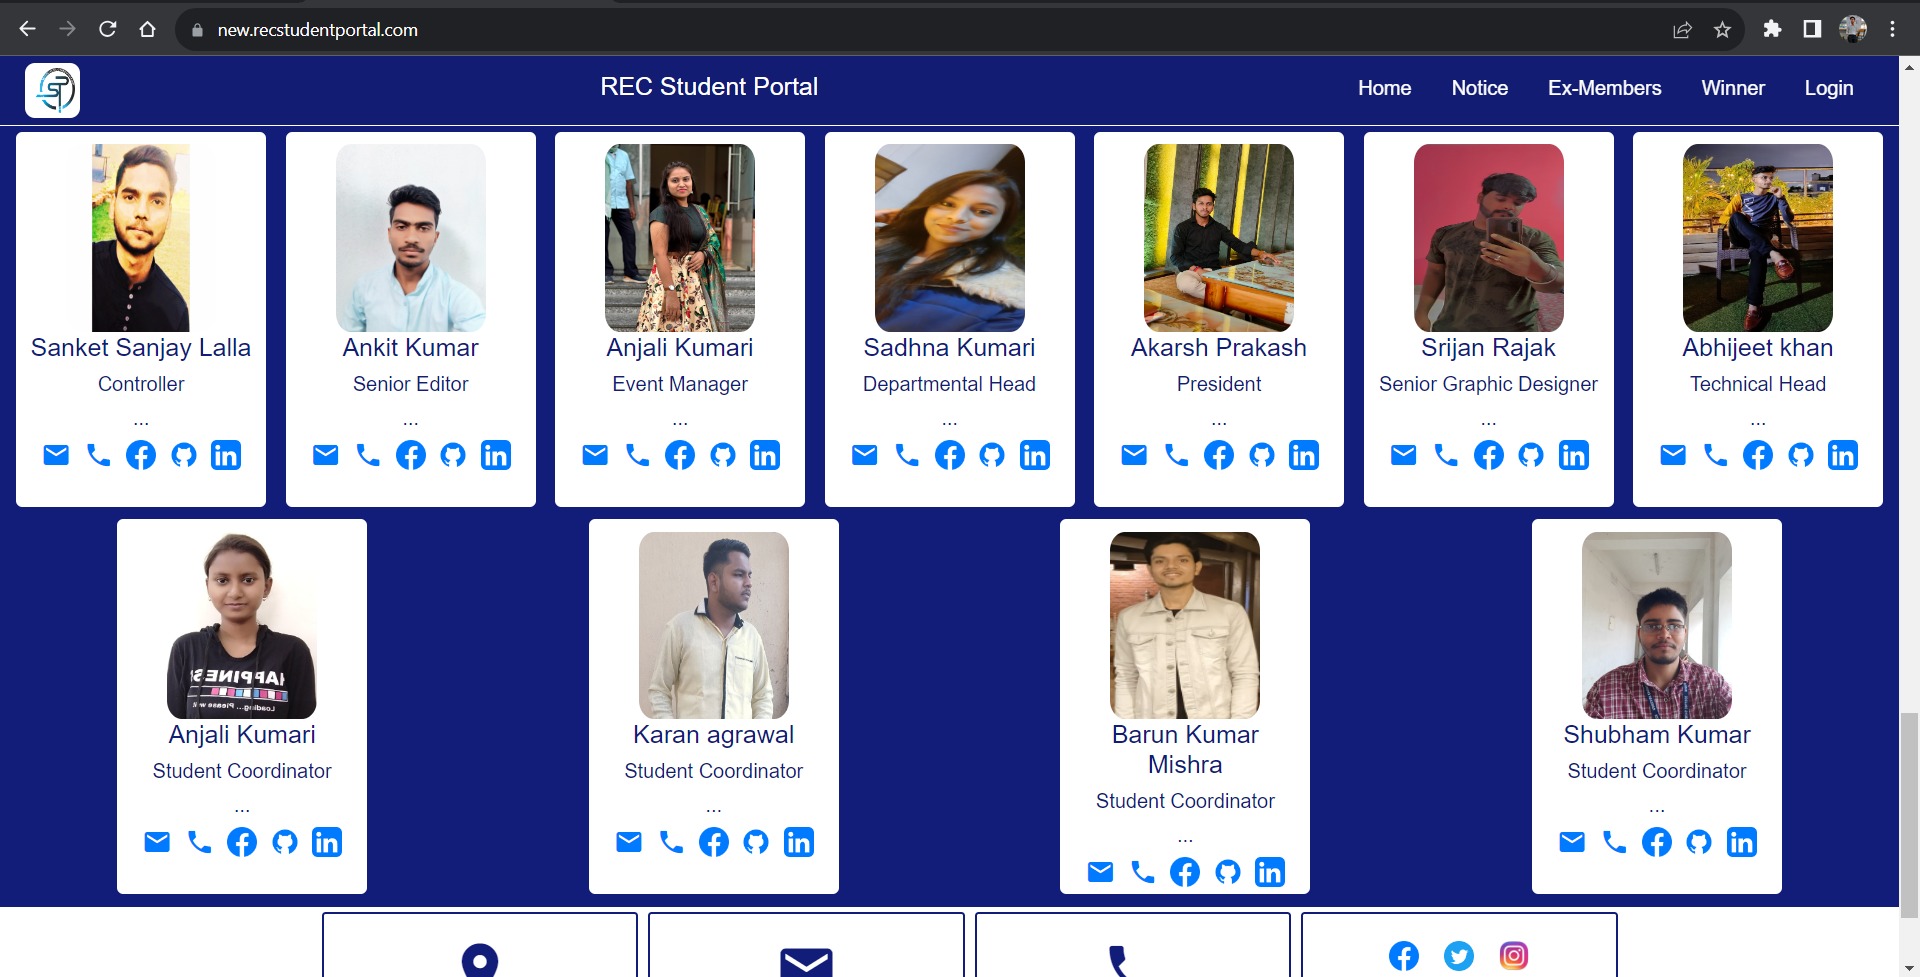 new.recstudentportal.com
REC Student Portal
Home Notice Ex-Members Winner Login
Sanket Sanjay Lalla
Controller
...
Ankit Kumar
Senior Editor
...
Anjali Kumari
Event Manager
...
Sadhna Kumari
Departmental Head
...
Akarsh Prakash
President
...
Srijan Rajak
Senior Graphic Designer
...
Abhijeet khan
Technical Head
...
HAPPINES
Loading... Please w
Anjali Kumari
Student Coordinator
...
Karan agrawal
Student Coordinator
...
Barun Kumar
Mishra
Student Coordinator
...
Shubham Kumar
Student Coordinator
...